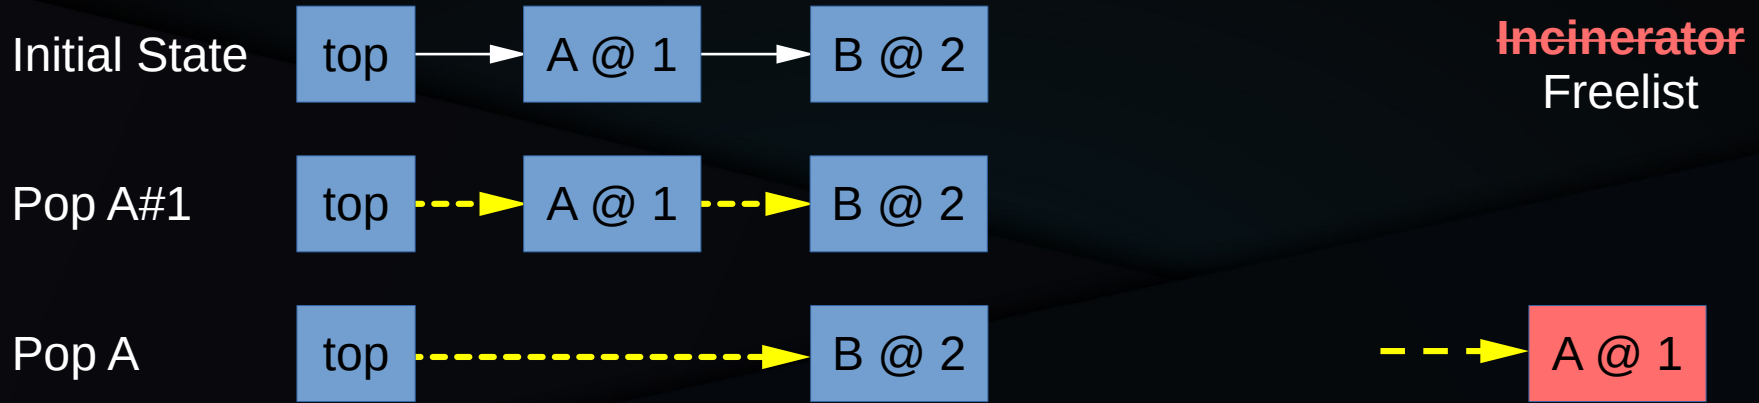 Initial State top A @ 1 B @ 2 Incinerator
Freelist
Pop A#1 top A @ 1 B @ 2
Pop A top B @ 2 A @ 1